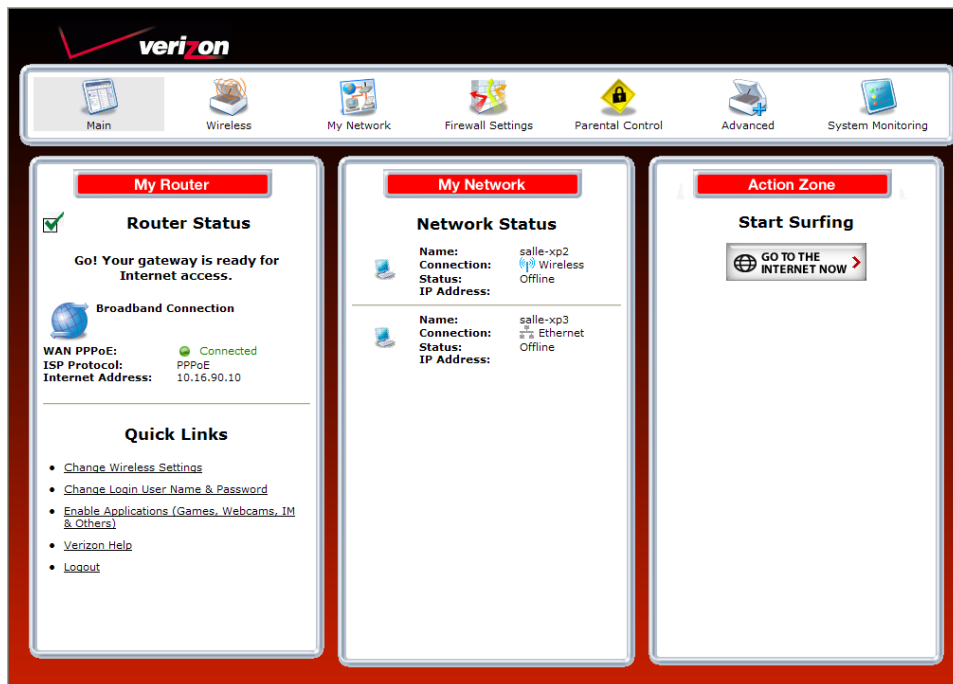 verizon
Main
Wireless
My Network
Firewall Settings
Parental Control
Advanced
System Monitoring
My Router
Router Status
Go! Your gateway is ready for
Internet access.
Broadband Connection
WAN PPPoE: Connected
ISP Protocol: PPPoE
Internet Address: 10.16.90.10
Quick Links
Change Wireless Settings
Change Login User Name & Password
Enable Applications (Games, Webcams, IM
& Others)
Verizon Help
Logout
My Network
Network Status
Name: salle-xp2
Connection: Wireless
Status: Offline
IP Address:
Name: salle-xp3
Connection: Ethernet
Status: Offline
IP Address:
Action Zone
Start Surfing
GO TO THE
INTERNET NOW